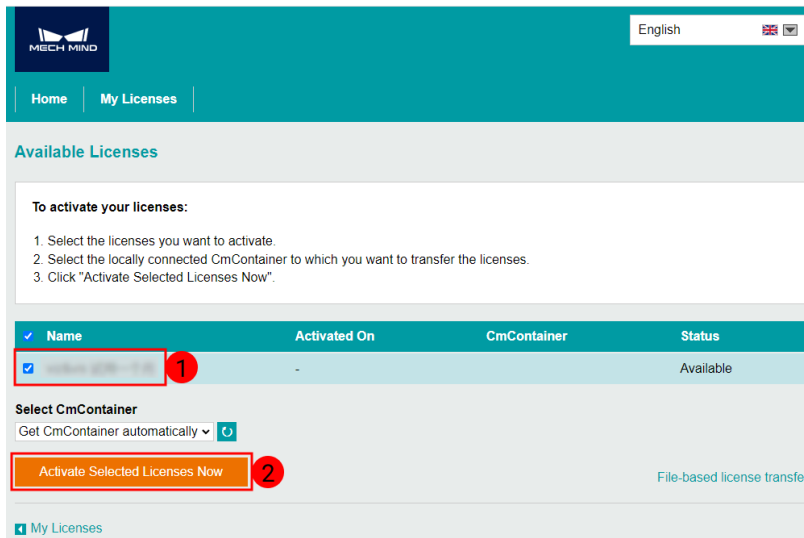 English
MECH MIND
Home My Licenses
Available Licenses
To activate your licenses:
1. Select the licenses you want to activate.
2. Select the locally connected CmContainer to which you want to transfer the licenses.
3. Click "Activate Selected Licenses Now".
Name Activated On CmContainer Status
1
- Available
Select CmContainer
Get CmContainer automatically
Activate Selected Licenses Now
2
File-based license transfe
My Licenses